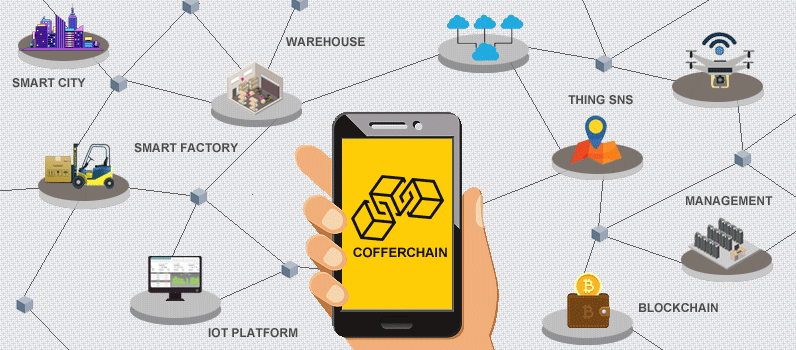 WAREHOUSE
SMART CITY
THING SNS
SMART FACTORY
MANAGEMENT
COFFERCHAIN
BLOCKCHAIN
IOT PLATFORM